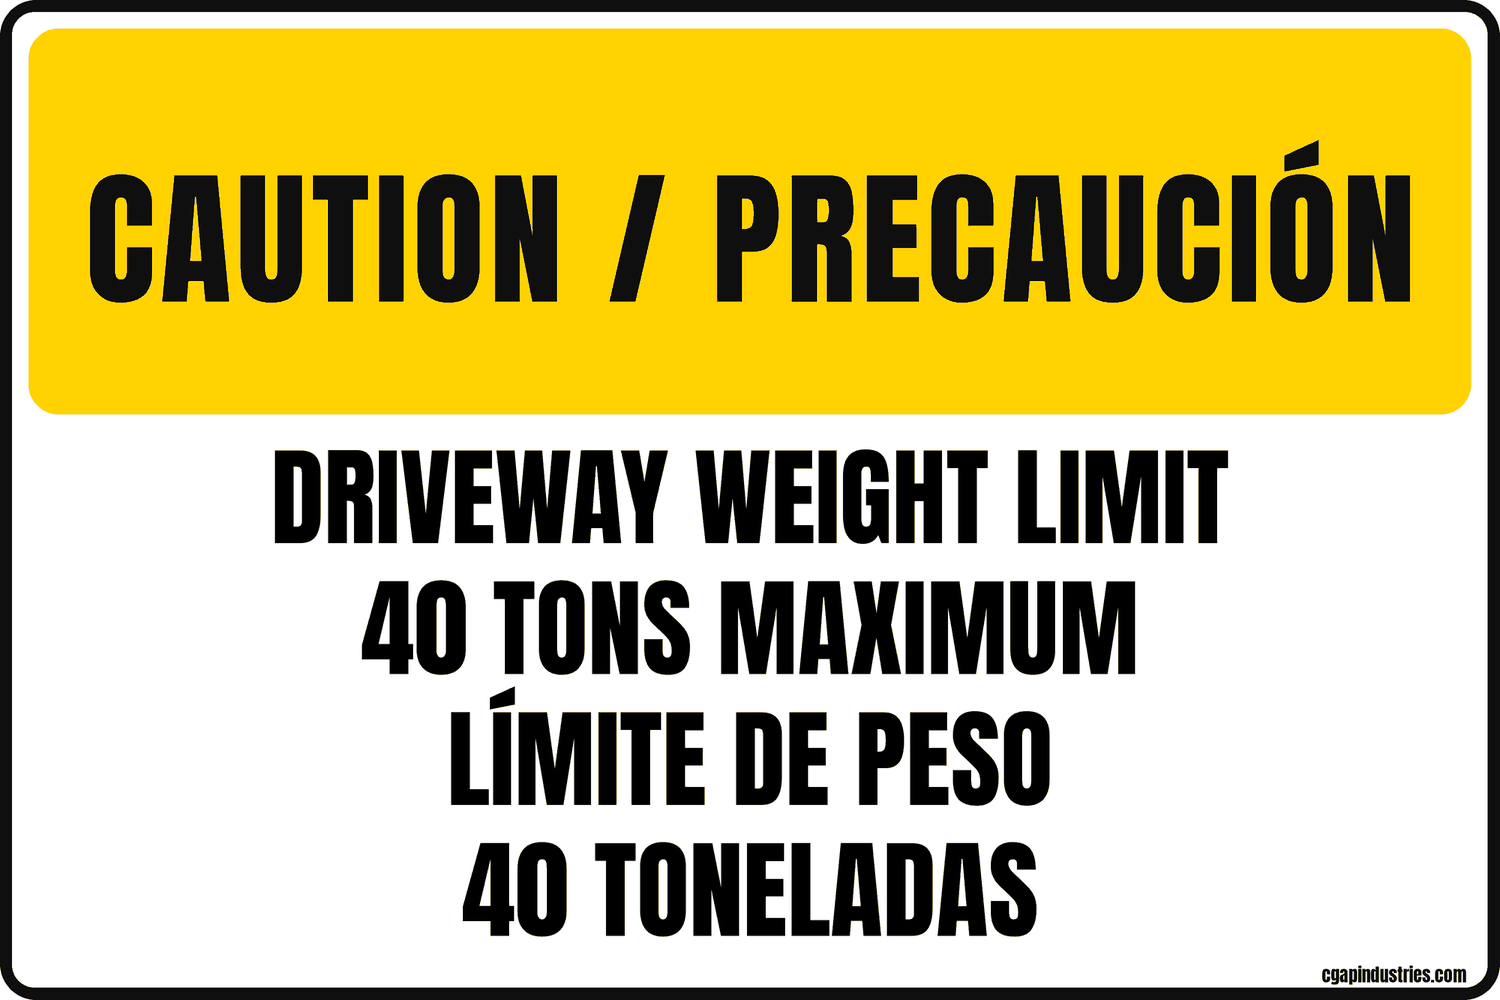 CAUTION / PRECAUCIÓN
DRIVEWAY WEIGHT LIMIT
40 TONS MAXIMUM
LÍMITE DE PESO
40 TONELADAS
cgapindustries.com